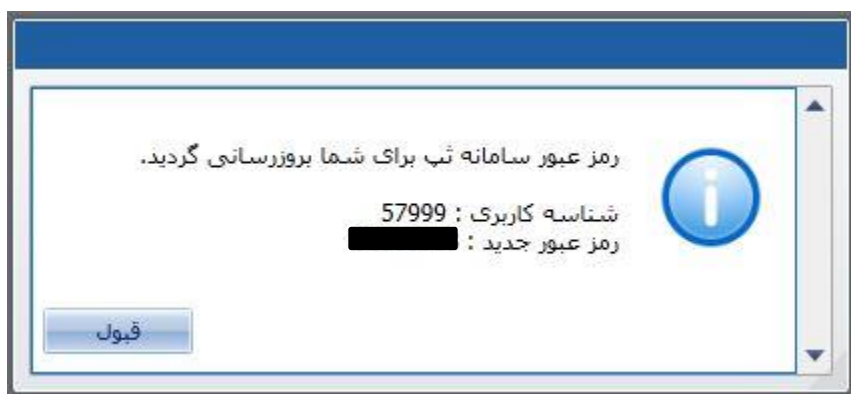 رمز عبور سامانه ثپ برای شما بروزرسانی گردید.
شناسه کاربری : 57999
رمز عبور جدید :
قبول